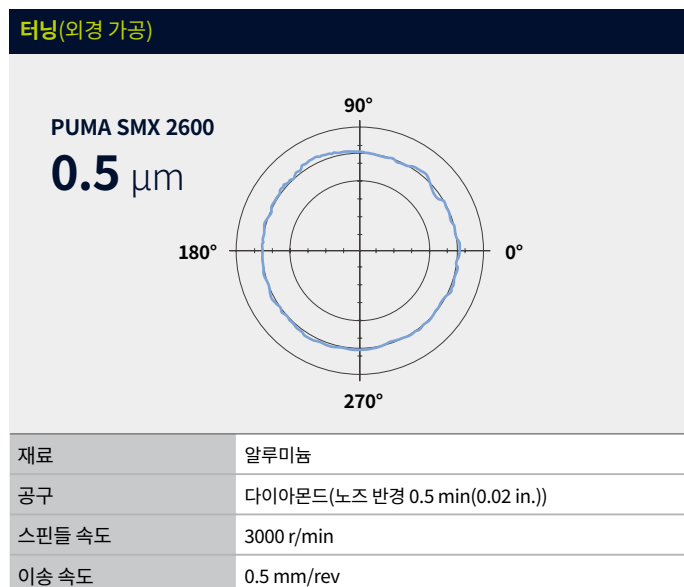 터닝(외경 가공)
PUMA SMX 2600
0.5 μm
90°
180°
0°
270°
재료 알루미늄
공구 다이아몬드(노즈 반경 0.5 min(0.02 in.))
스핀들 속도 3000 r/min
이송 속도 0.5 mm/rev